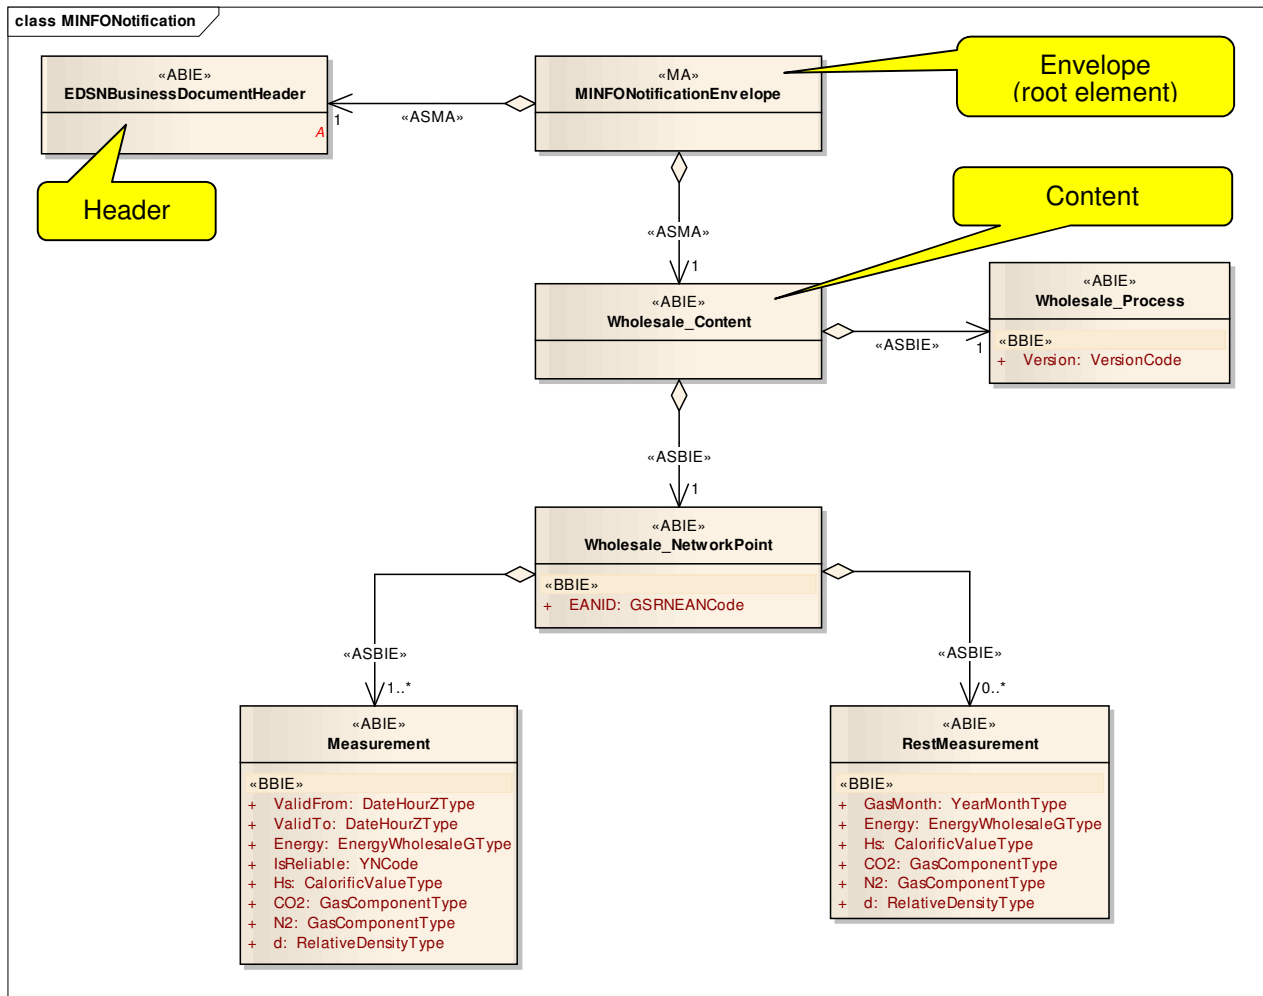 class MINFONotification
«ABIE»
EDSNBusinessDocumentHeader
A
1
«ASMA»
«MA»
MINFONotificationEnvelope
Envelope
(root element)
Header
Content
«ASMA»
1
«ABIE»
Wholesale_Content
«ASBIE»
1
«ABIE»
Wholesale_Process
«BBIE»
+ Version: VersionCode
«ASBIE»
1
«ABIE»
Wholesale_NetworkPoint
«BBIE»
+ EANID: GSRNEANCode
«ASBIE»
1..*
«ASBIE»
0..*
«ABIE»
Measurement
«BBIE»
+ ValidFrom: DateHourZType
+ ValidTo: DateHourZType
+ Energy: EnergyWholesaleGType
+ IsReliable: YNCode
+ Hs: CalorificValueType
+ CO2: GasComponentType
+ N2: GasComponentType
+ d: RelativeDensityType
«ABIE»
RestMeasurement
«BBIE»
+ GasMonth: YearMonthType
+ Energy: EnergyWholesaleGType
+ Hs: CalorificValueType
+ CO2: GasComponentType
+ N2: GasComponentType
+ d: RelativeDensityType